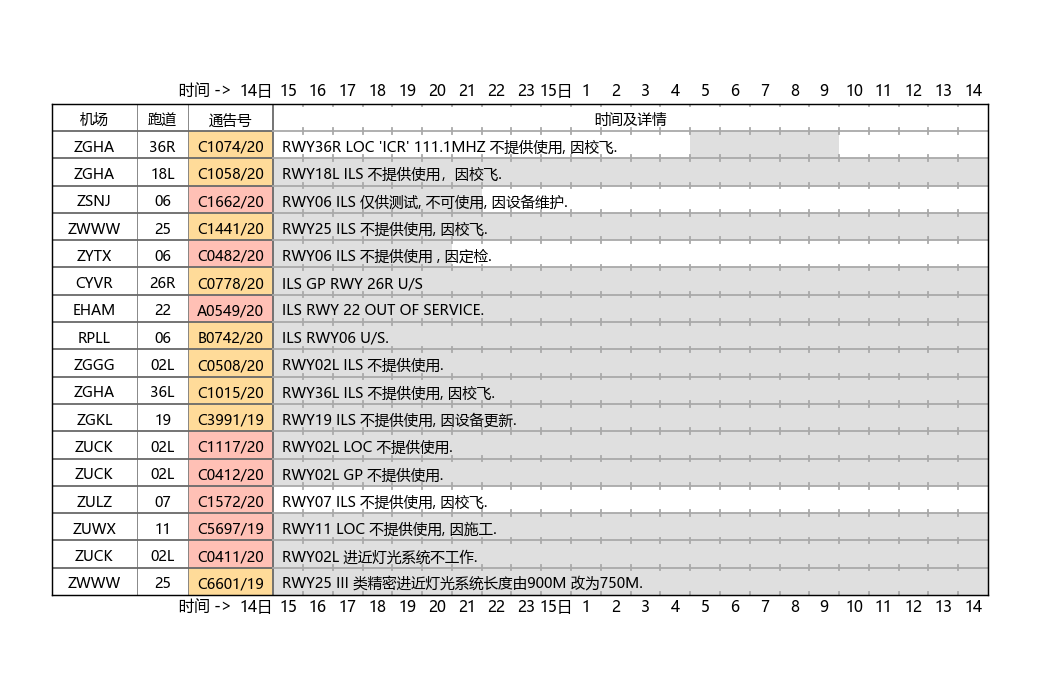 时间 -> 14日 15 16 17 18 19 20 21 22 23 15日 1 2 3 4 5 6 7 8 9 10 11 12 13 14
机场 跑道 通告号 时间及详情
ZGHA 36R C1074/20 RWY36R LOC 'ICR' 111.1MHZ 不提供使用, 因校飞.
ZGHA 18L C1058/20 RWY18L ILS 不提供使用，因校飞.
ZSNJ 06 C1662/20 RWY06 ILS 仅供测试, 不可使用, 因设备维护.
ZWWW 25 C1441/20 RWY25 ILS 不提供使用, 因校飞.
ZYTX 06 C0482/20 RWY06 ILS 不提供使用 , 因定检.
CYVR 26R C0778/20 ILS GP RWY 26R U/S
EHAM 22 A0549/20 ILS RWY 22 OUT OF SERVICE.
RPLL 06 B0742/20 ILS RWY06 U/S.
ZGGG 02L C0508/20 RWY02L ILS 不提供使用.
ZGHA 36L C1015/20 RWY36L ILS 不提供使用, 因校飞.
ZGKL 19 C3991/19 RWY19 ILS 不提供使用, 因设备更新.
ZUCK 02L C1117/20 RWY02L LOC 不提供使用.
ZUCK 02L C0412/20 RWY02L GP 不提供使用.
ZULZ 07 C1572/20 RWY07 ILS 不提供使用, 因校飞.
ZUWX 11 C5697/19 RWY11 LOC 不提供使用, 因施工.
ZUCK 02L C0411/20 RWY02L 进近灯光系统不工作.
ZWWW 25 C6601/19 RWY25 III 类精密进近灯光系统长度由900M 改为750M.
时间 -> 14日 15 16 17 18 19 20 21 22 23 15日 1 2 3 4 5 6 7 8 9 10 11 12 13 14